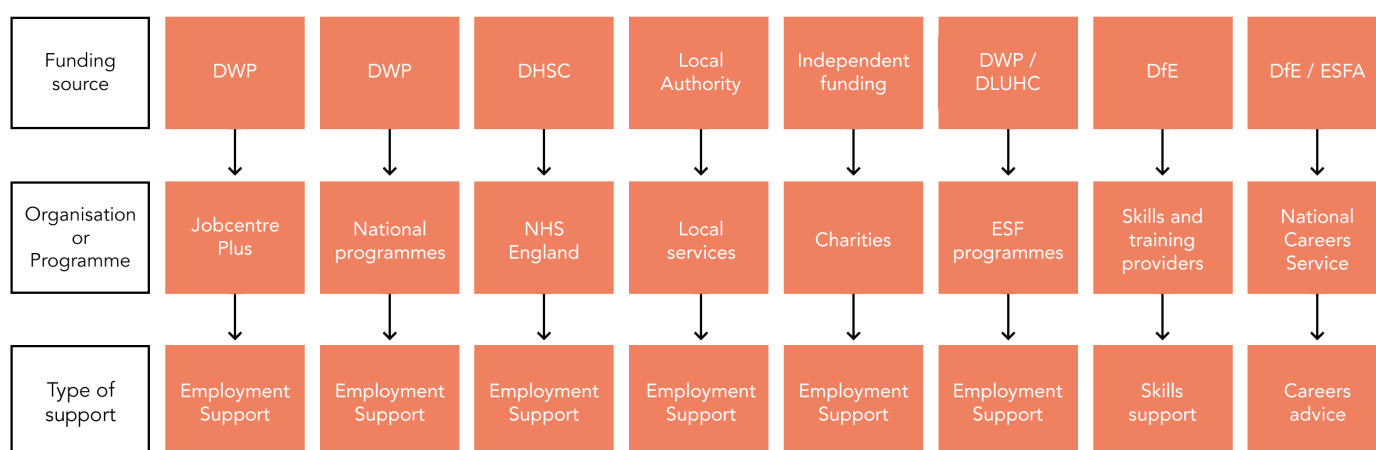 Funding
source
DWP
DWP
DHSC
Local
Authority
Independent
funding
DWP /
DLUHC
DfE
DfE / ESFA
Organisation
or
Programme
Jobcentre
Plus
National
programmes
NHS
England
Local
services
Charities
ESF
programmes
Skills and
training
providers
National
Careers
Service
Type of
support
Employment
Support
Employment
Support
Employment
Support
Employment
Support
Employment
Support
Employment
Support
Skills
support
Careers
advice